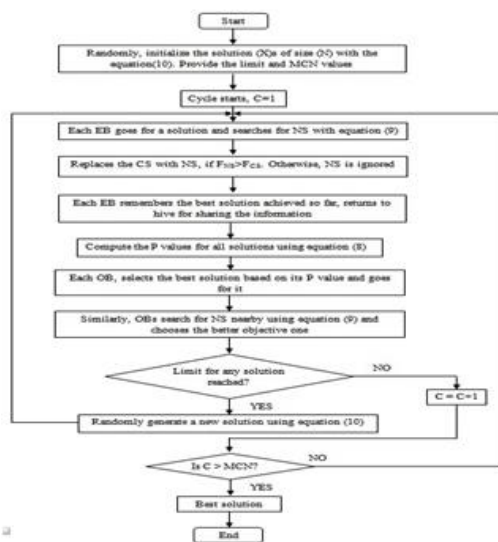 Start
Randomly, initialize the solution (X)s of size (N) with the
equation(10). Provide the limit and MCN values
Cycle starts, C=1
Each EB goes for a solution and searches for NS with equation (9)
Replaces the CS with NS, if FNS>FCS. Otherwise, NS is ignored
Each EB remembers the best solution achieved so far, returns to
hive for sharing the information
Compute the P values for all solutions using equation (8)
Each OB, selects the best solution based on its P value and goes
for it
Similarly, OBs search for NS nearby using equation (9) and
chooses the better objective one
Limit for any solution
reached?
NO
C = C+1
YES
Randomly generate a new solution using equation (10)
Is C > MCN?
NO
YES
Best solution
End